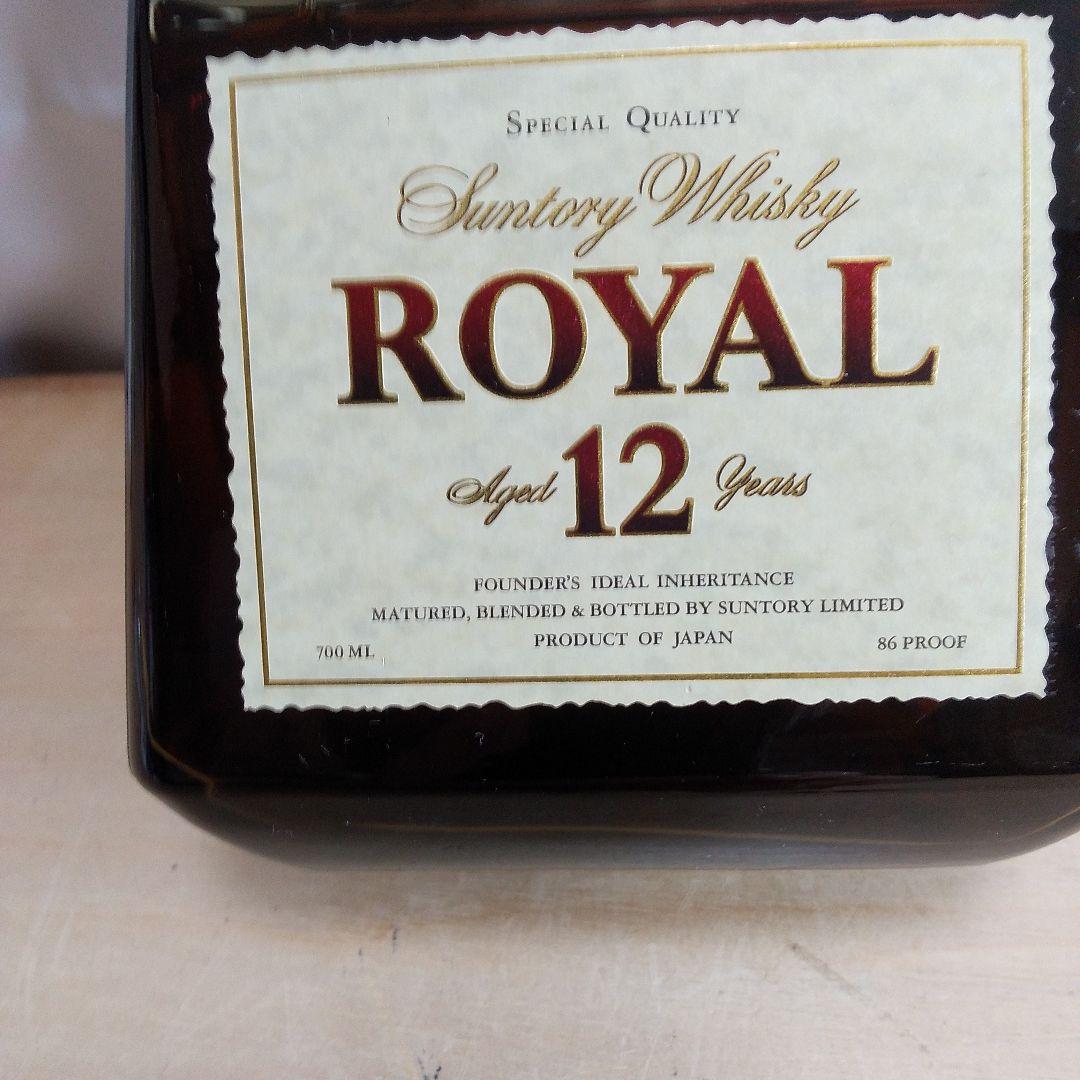 SPECIAL QUALITY
Suntory Whisky
ROYAL
Aged 12 Years
FOUNDER'S IDEAL INHERITANCE
MATURED, BLENDED & BOTTLED BY SUNTORY LIMITED
PRODUCT OF JAPAN
700 ML
86 PROOF